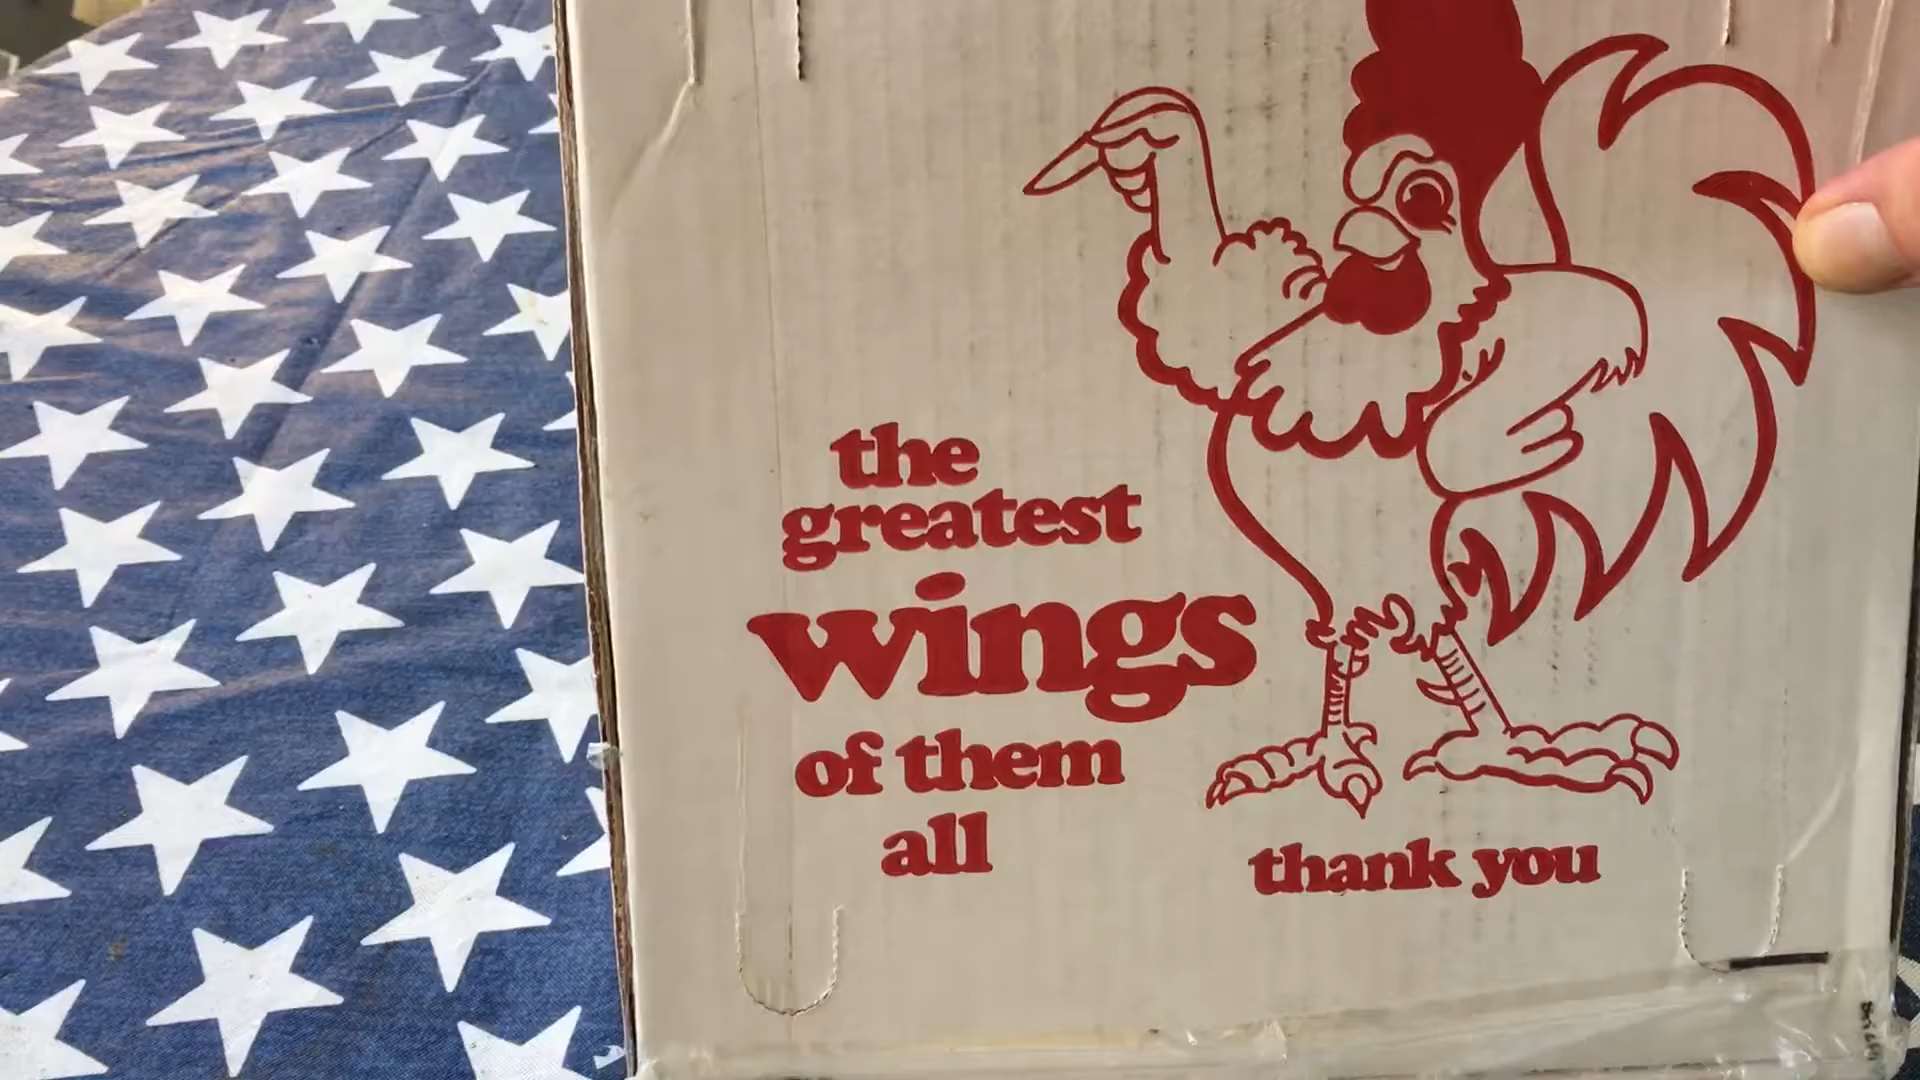 the
greatest
wings
of them
all
thank you